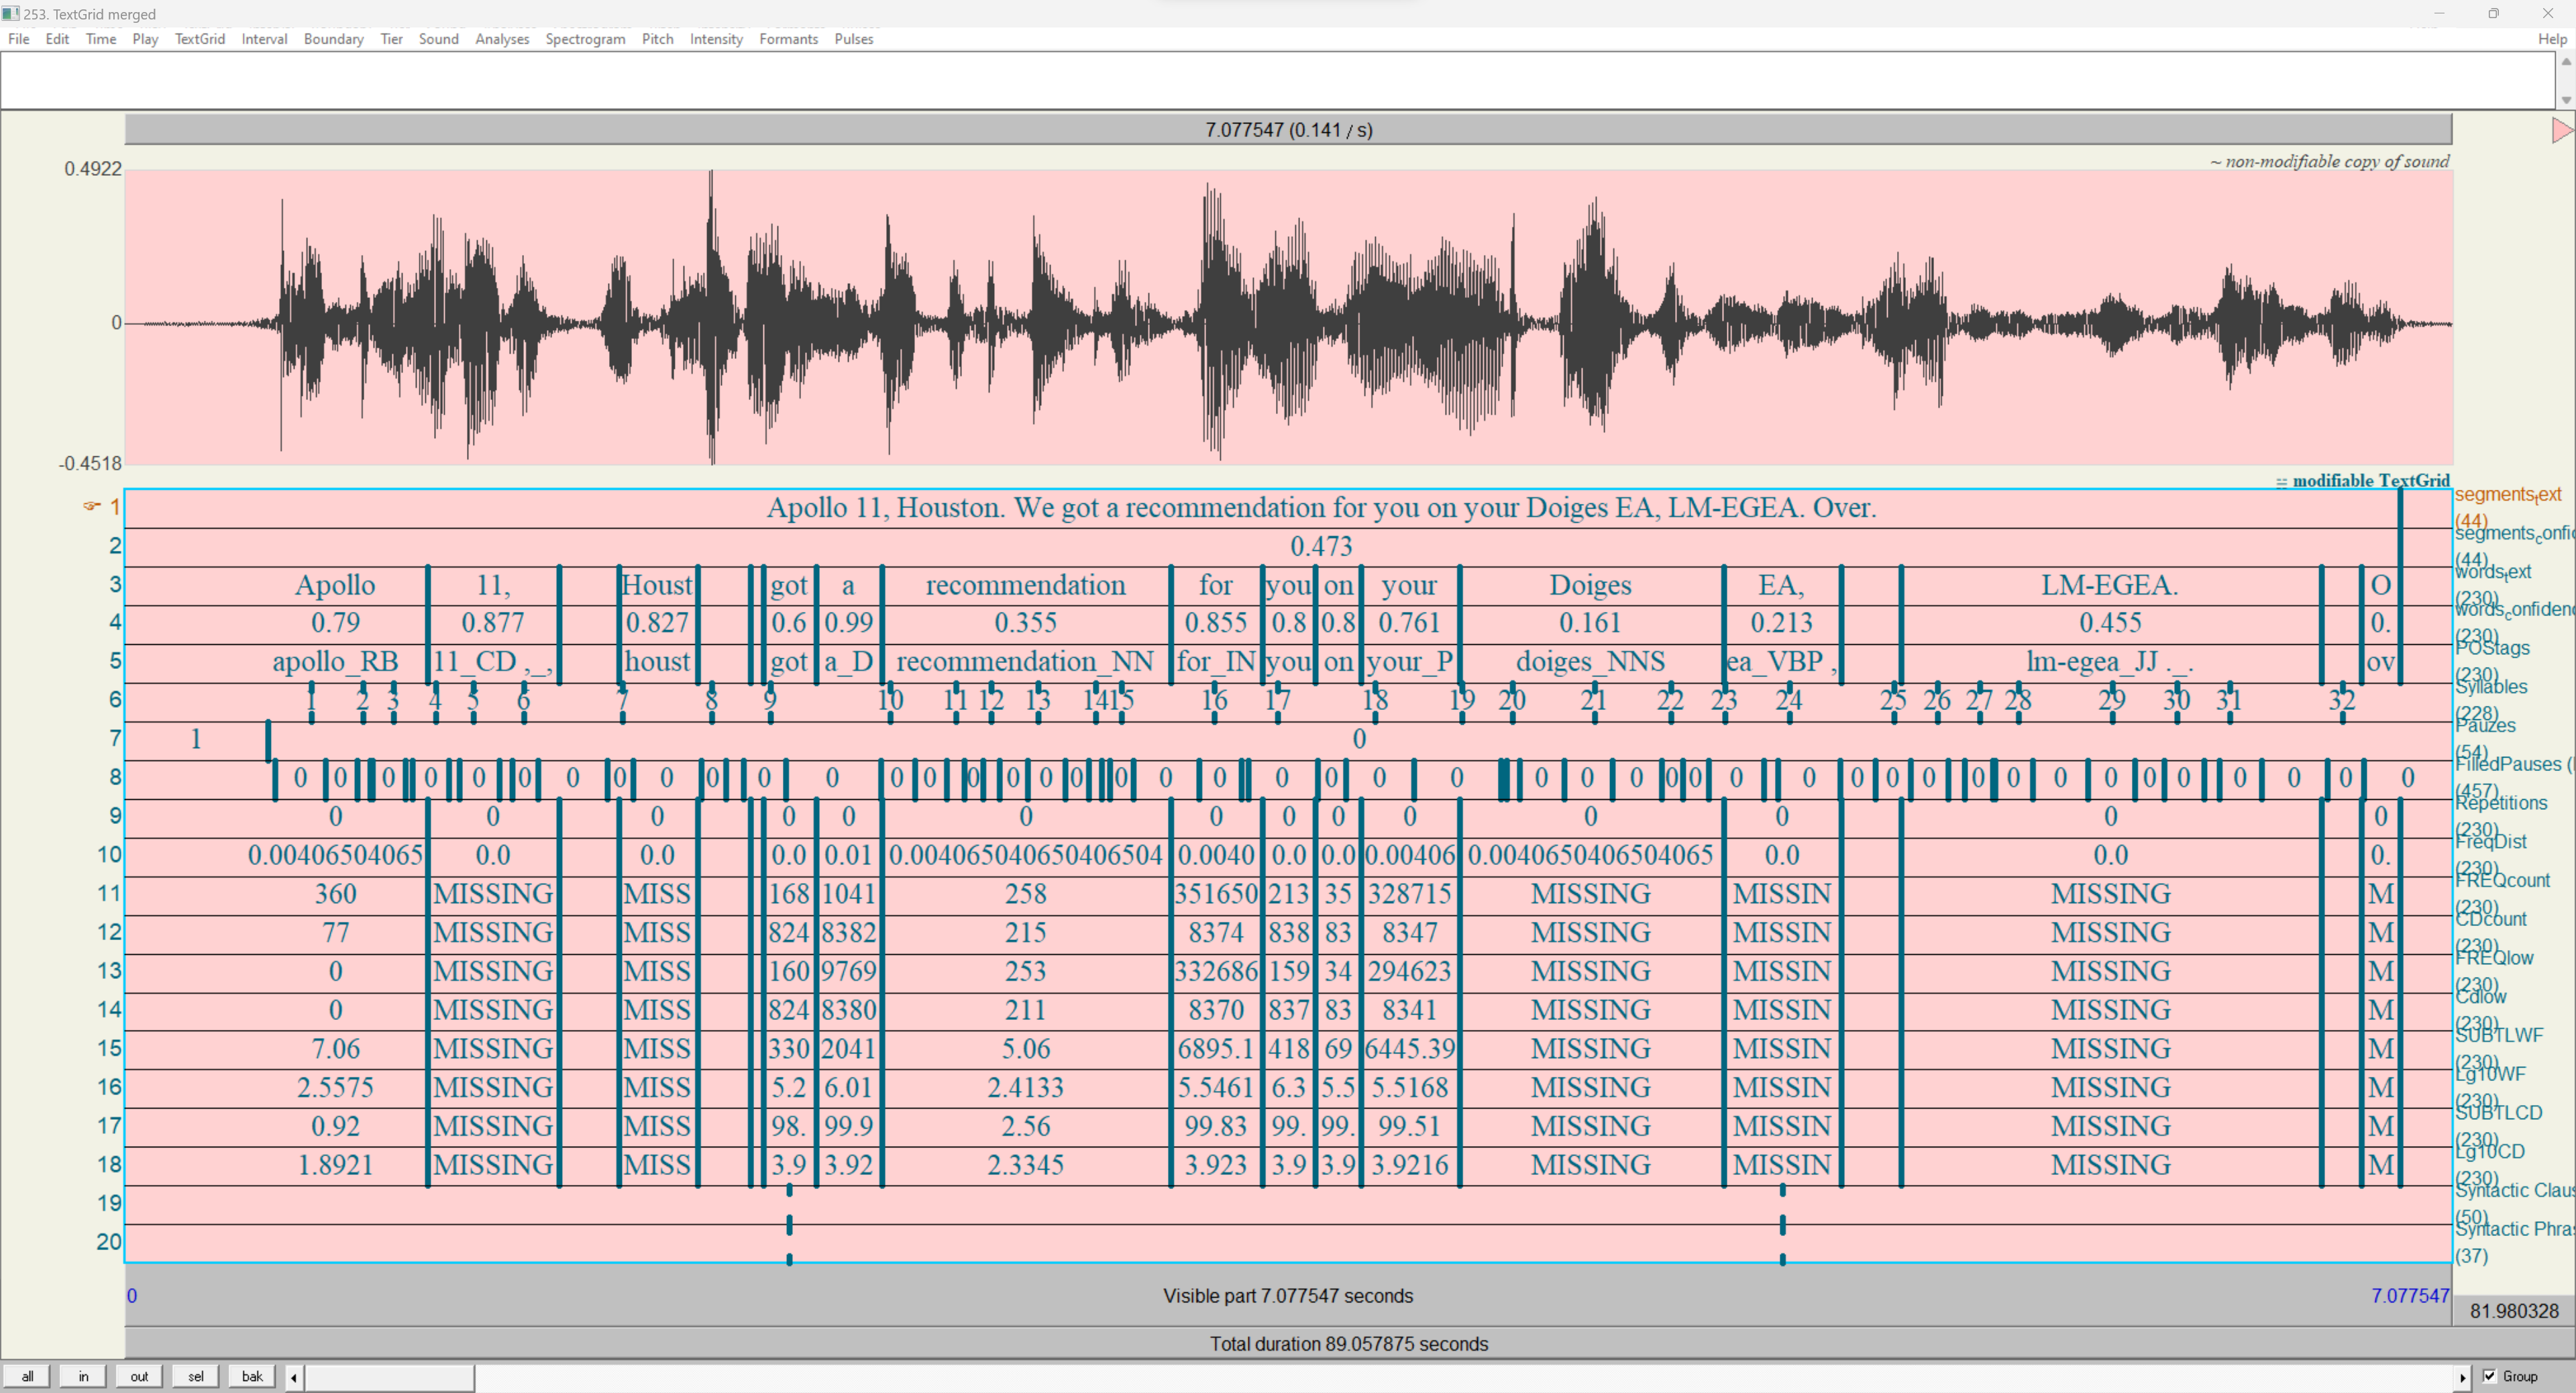 253. TextGrid merged
File Edit Time Play TextGrid Interval Boundary Tier Sound Analyses Spectrogram Pitch Intensity Formants Pulses Help
7.077547 (0.141 / s)
~ non-modifiable copy of sound
0.4922
0
-0.4518
modifiable TextGrid
☞ 1 Apollo 11, Houston. We got a recommendation for you on your Doiges EA, LM-EGEA. Over. segments_text (44)
2 0.473 segments_confid (44)
3 Apollo 11, Houst got a recommendation for you on your Doiges EA, LM-EGEA. O words_text (230)
4 0.79 0.877 0.827 0.6 0.99 0.355 0.855 0.8 0.8 0.761 0.161 0.213 0.455 0. words_confiden (230)
5 apollo_RB 11_CD ,_, houst got a_D recommendation_NN for_IN you on your_P doiges_NNS ea_VBP , lm-egea_JJ ._. ov POStags (230)
6 1 2 3 4 5 6 7 8 9 10 11 12 13 14 15 16 17 18 19 20 21 22 23 24 25 26 27 28 29 30 31 32 Syllables (228)
7 1 0 Pauzes (54)
8 0 0 0 0 0 0 0 0 0 0 0 0 0 0 0 0 0 0 0 0 0 0 0 0 0 0 0 0 0 0 0 0 0 0 0 0 0 0 0 0 0 0 0 0 0 FilledPauses ( (457)
9 0 0 0 0 0 0 0 0 0 0 0 0 0 0 Repetitions (230)
10 0.00406504065 0.0 0.0 0.0 0.01 0.004065040650406504 0.0040 0.0 0.0 0.00406 0.0040650406504065 0.0 0.0 0. FreqDist (230)
11 360 MISSING MISS 168 1041 258 351650 213 35 328715 MISSING MISSIN MISSING M FREQcount (230)
12 77 MISSING MISS 824 8382 215 8374 838 83 8347 MISSING MISSIN MISSING M CDcount (230)
13 0 MISSING MISS 160 9769 253 332686 159 34 294623 MISSING MISSIN MISSING M FREQlow (230)
14 0 MISSING MISS 824 8380 211 8370 837 83 8341 MISSING MISSIN MISSING M Cdlow (230)
15 7.06 MISSING MISS 330 2041 5.06 6895.1 418 69 6445.39 MISSING MISSIN MISSING M SUBTLWF (230)
16 2.5575 MISSING MISS 5.2 6.01 2.4133 5.5461 6.3 5.5 5.5168 MISSING MISSIN MISSING M Lg10WF (230)
17 0.92 MISSING MISS 98. 99.9 2.56 99.83 99. 99. 99.51 MISSING MISSIN MISSING M SUBTLCD (230)
18 1.8921 MISSING MISS 3.9 3.92 2.3345 3.923 3.9 3.9 3.9216 MISSING MISSIN MISSING M Lg10CD (230)
19 Syntactic Claus (50)
20 Syntactic Phra (37)
0 Visible part 7.077547 seconds 7.077547
81.980328
Total duration 89.057875 seconds
all in out sel bak Group